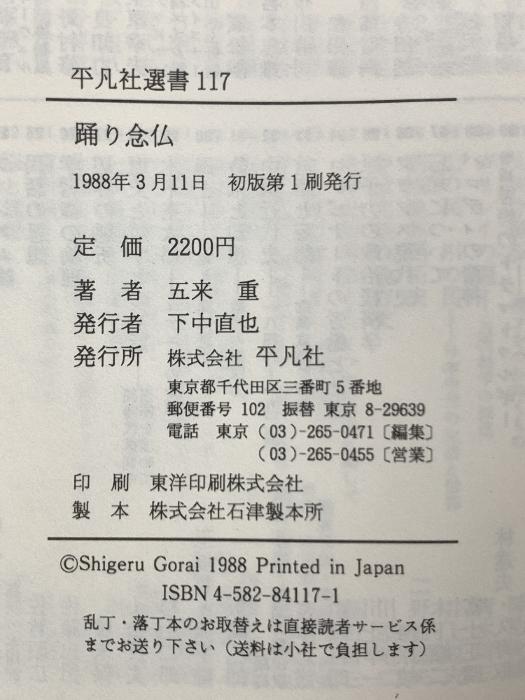 平凡社選書117
踊り念仏
1988年3月11日 初版第1刷発行
定 価 2200円
著 者 五来 重
発行者 下中直也
発行所 株式会社 平凡社
東京都千代田区三番町5番地
郵便番号 102 振替 東京 8-29639
電話 東京(03)-265-0471〔編集〕
(03)-265-0455〔営業〕
印 刷 東洋印刷株式会社
製 本 株式会社石津製本所
©Shigeru Gorai 1988 Printed in Japan
ISBN 4-582-84117-1
乱丁・落丁本のお取替えは直接読者サービス係
までお送り下さい(送料は小社で負担します)